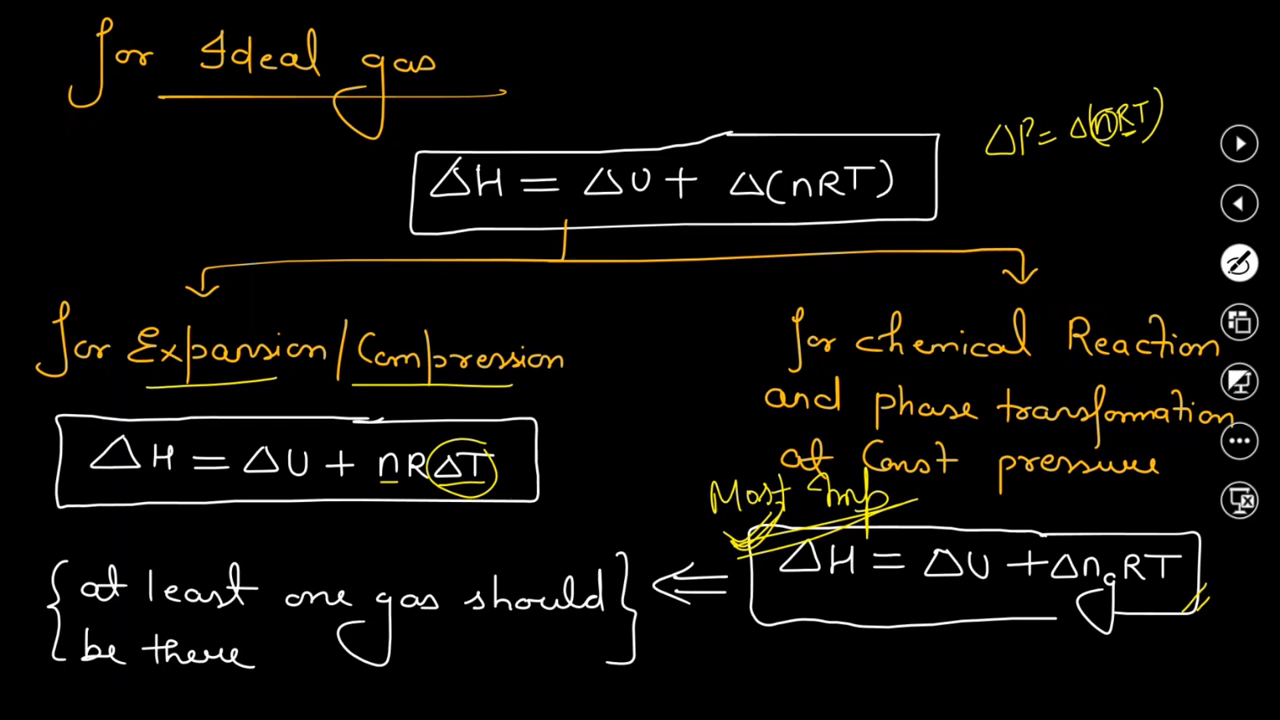 for Ideal gas
ΔP = Δ(nRT)
ΔH = ΔU + Δ(nRT)
for Expansion/Compression
for chemical Reaction
and phase transformation
at Const pressure
ΔH = ΔU + nRΔT
Most Imp
ΔH = ΔU + Δn_gRT
{at least one gas should
be there}